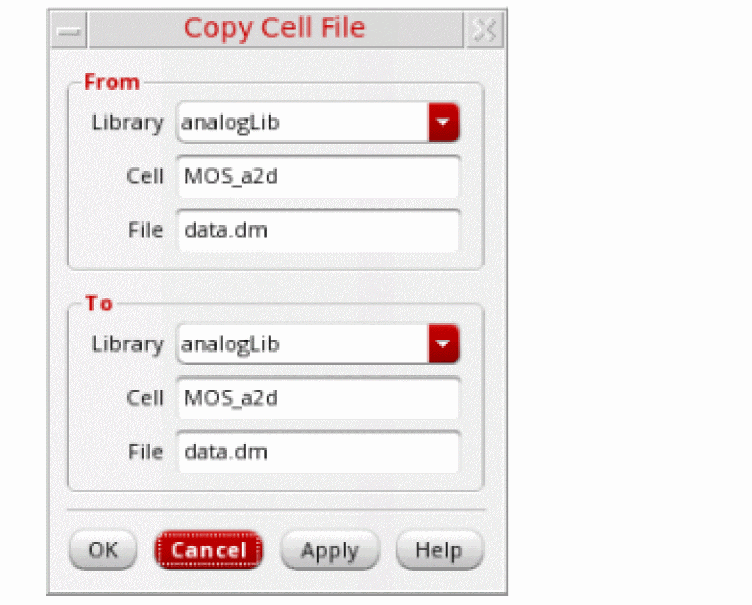 Copy Cell File
From
Library analogLib
Cell MOS_a2d
File data.dm
To
Library analogLib
Cell MOS_a2d
File data.dm
OK Cancel Apply Help